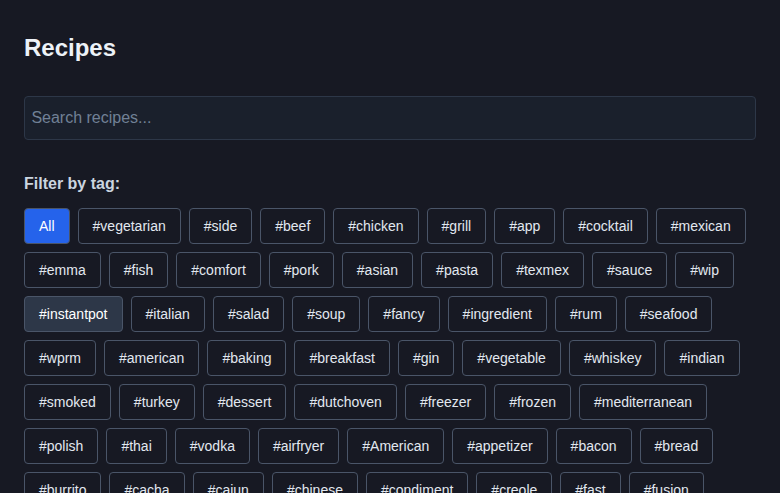 Recipes
Search recipes...
Filter by tag:
All #vegetarian #side #beef #chicken #grill #app #cocktail #mexican
#emma #fish #comfort #pork #asian #pasta #texmex #sauce #wip
#instantpot #italian #salad #soup #fancy #ingredient #rum #seafood
#wprm #american #baking #breakfast #gin #vegetable #whiskey #indian
#smoked #turkey #dessert #dutchoven #freezer #frozen #mediterranean
#polish #thai #vodka #airfryer #American #appetizer #bacon #bread
#burrito #cacha #cajun #chinese #condiment #creole #fast #fusion